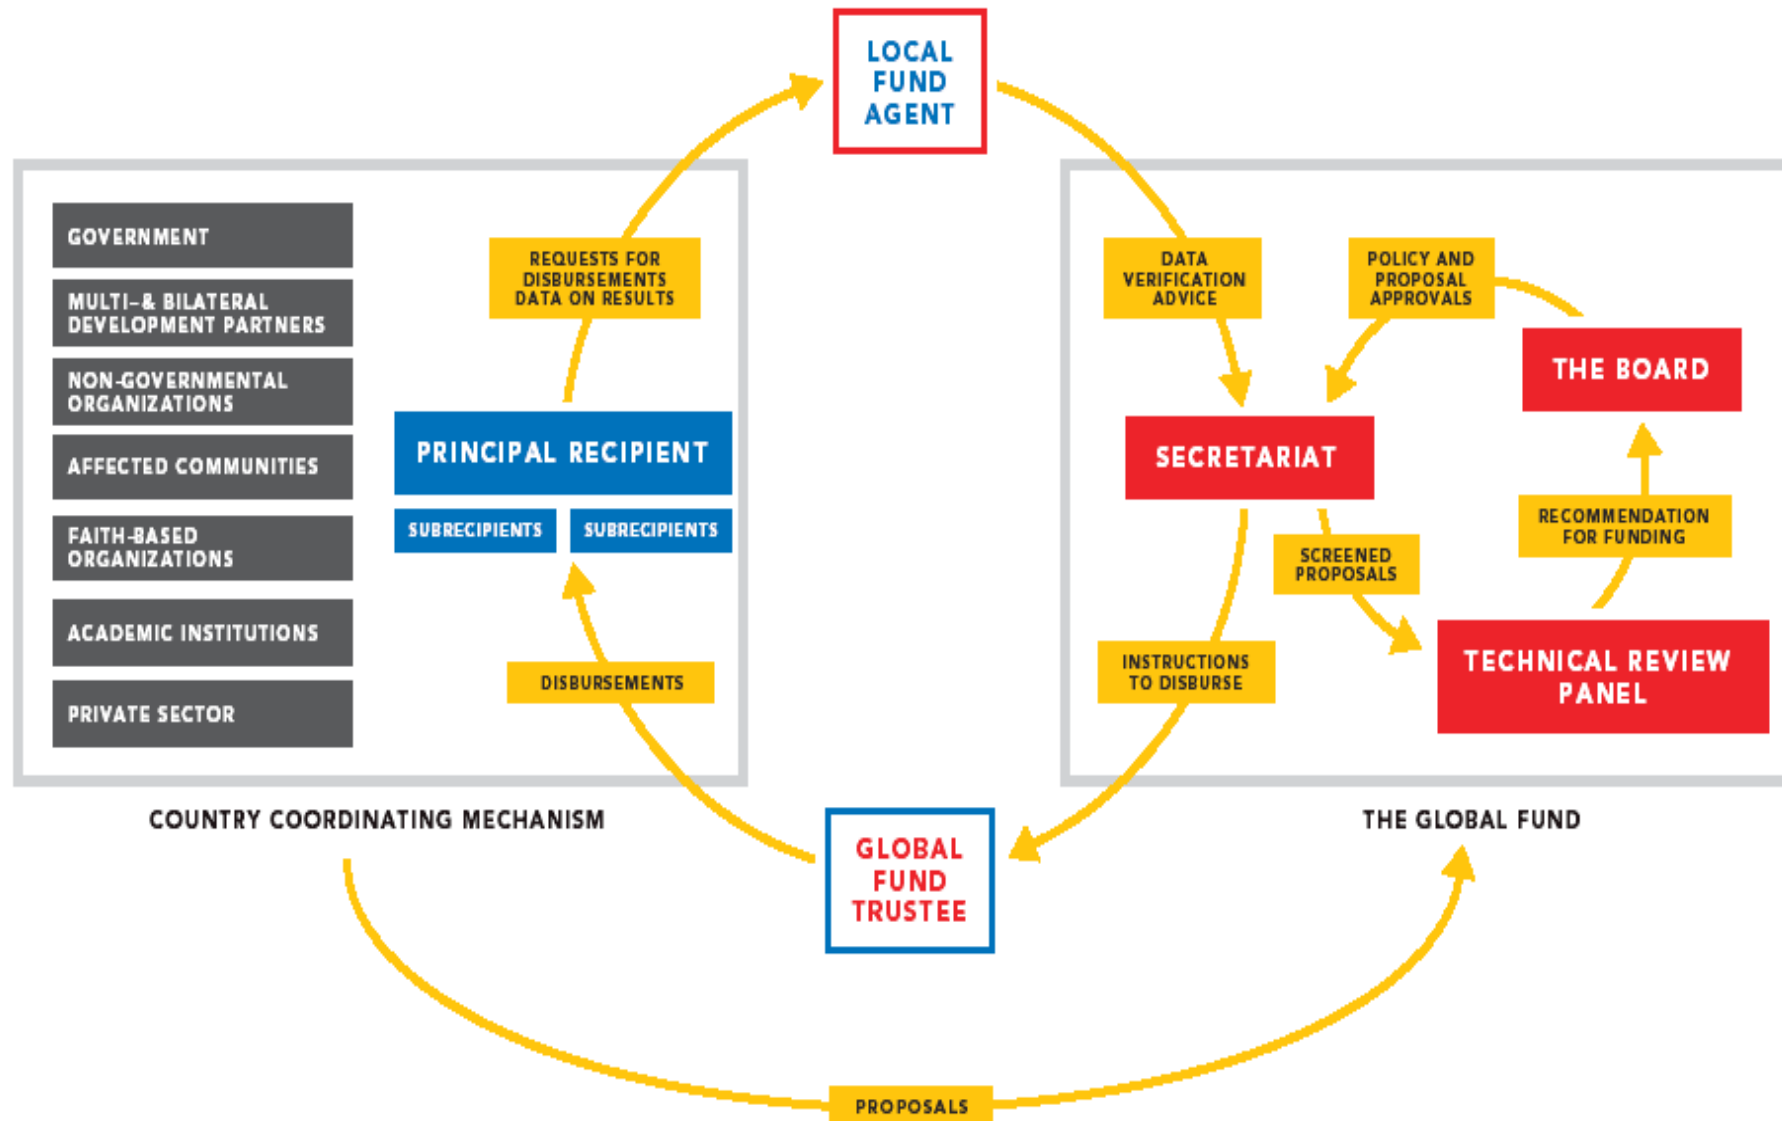 LOCAL
FUND
AGENT
GOVERNMENT
MULTI-& BILATERAL
DEVELOPMENT PARTNERS
NON-GOVERNMENTAL
ORGANIZATIONS
AFFECTED COMMUNITIES
FAITH-BASED
ORGANIZATIONS
ACADEMIC INSTITUTIONS
PRIVATE SECTOR
REQUESTS FOR
DISBURSEMENTS
DATA ON RESULTS
PRINCIPAL RECIPIENT
SUBRECIPIENTS
SUBRECIPIENTS
DISBURSEMENTS
COUNTRY COORDINATING MECHANISM
DATA
VERIFICATION
ADVICE
POLICY AND
PROPOSAL
APPROVALS
THE BOARD
SECRETARIAT
RECOMMENDATION
FOR FUNDING
SCREENED
PROPOSALS
TECHNICAL REVIEW
PANEL
INSTRUCTIONS
TO DISBURSE
THE GLOBAL FUND
GLOBAL
FUND
TRUSTEE
PROPOSALS